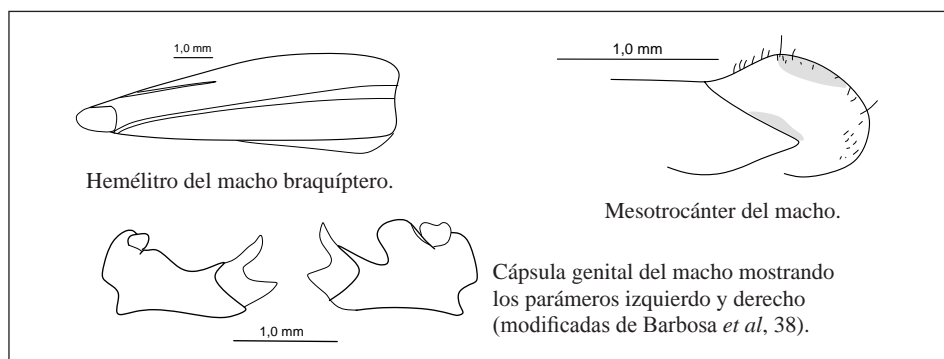 1,0 mm
1,0 mm
Hemélitro del macho braquíptero.
Mesotrocánter del macho.
Cápsula genital del macho mostrando
los parámeros izquierdo y derecho
(modificadas de Barbosa et al, 38).
1,0 mm